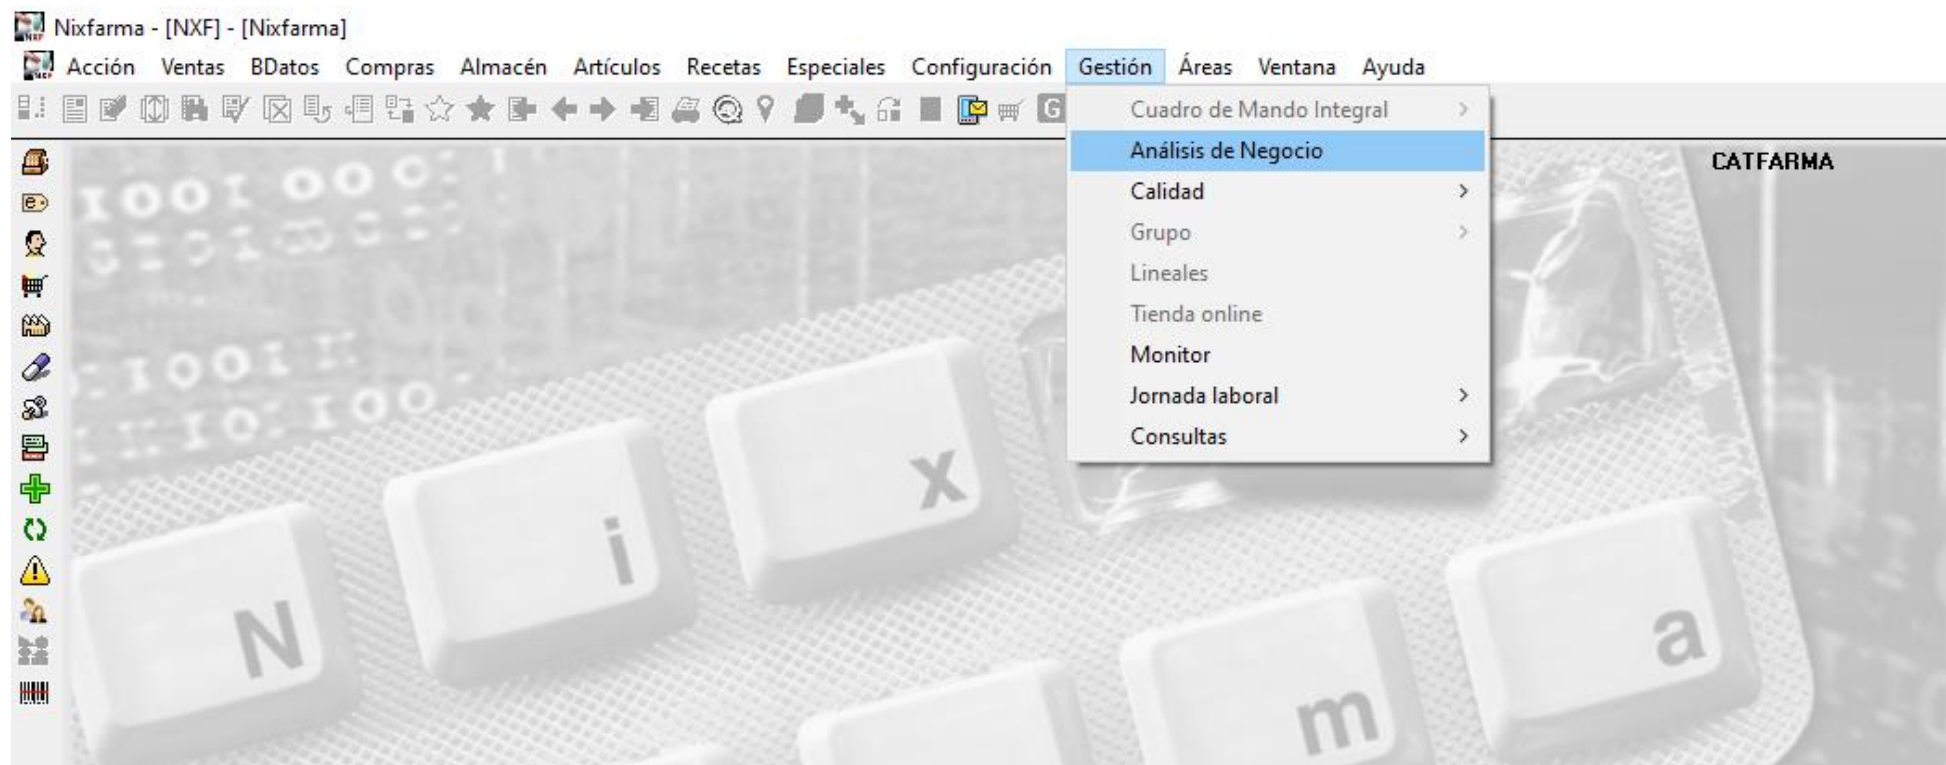 Nixfarma - [NXF] - [Nixfarma]
Acción Ventas BDatos Compras Almacén Artículos Recetas Especiales Configuración Gestión Áreas Ventana Ayuda
G
Cuadro de Mando Integral
Análisis de Negocio
CATFARMA
Calidad
Grupo
Lineales
Tienda online
Monitor
Jornada laboral
Consultas
N i x
m a